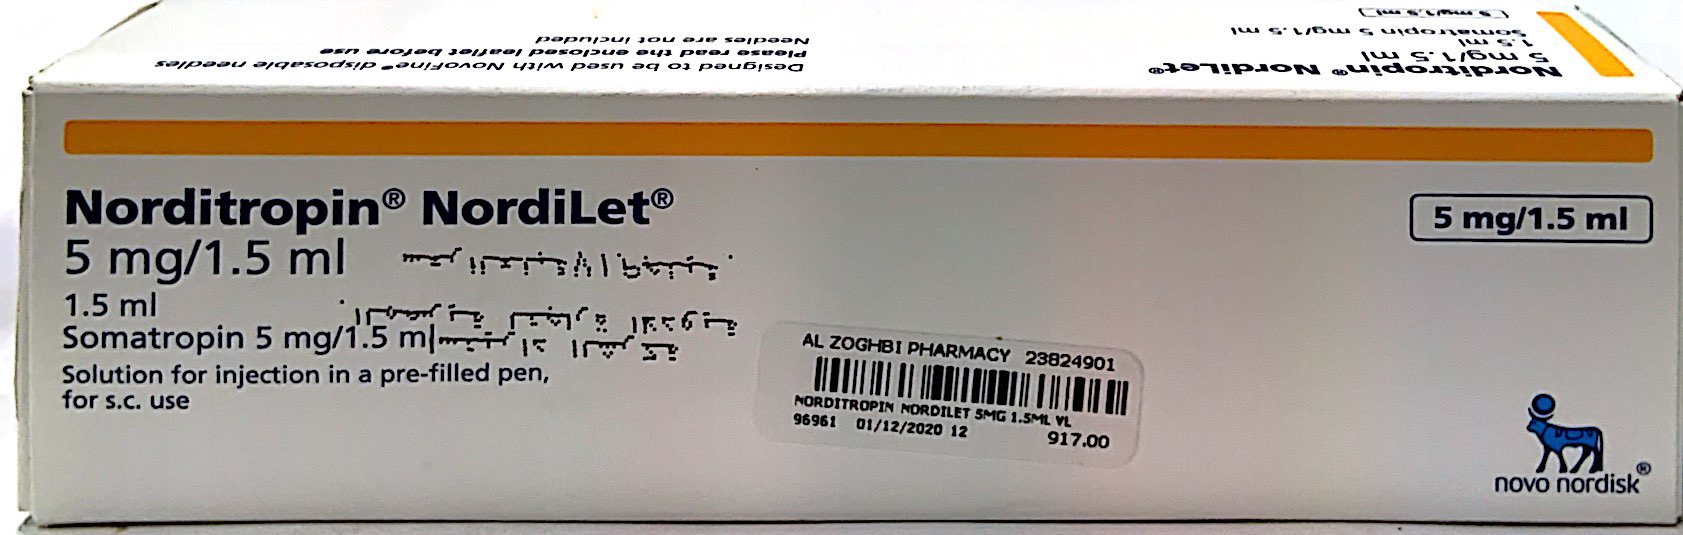 Norditropin® NordiLet®
5 mg/1.5 ml
1.5 ml
Somatropin 5 mg/1.5 ml
5 mg/1.5 ml
Designed to be used with NovoFine® disposable needles
Please read the enclosed leaflet before use
Needles are not included
Norditropin® NordiLet®
5 mg/1.5 ml
1.5 ml
Somatropin 5 mg/1.5 ml
Solution for injection in a pre-filled pen,
for s.c. use
5 mg/1.5 ml
AL ZOGHBI PHARMACY 23824901
NORDITROPIN NORDILET 5MG 1.5ML VL
96961 01/12/2020 12 917.00
novo nordisk®